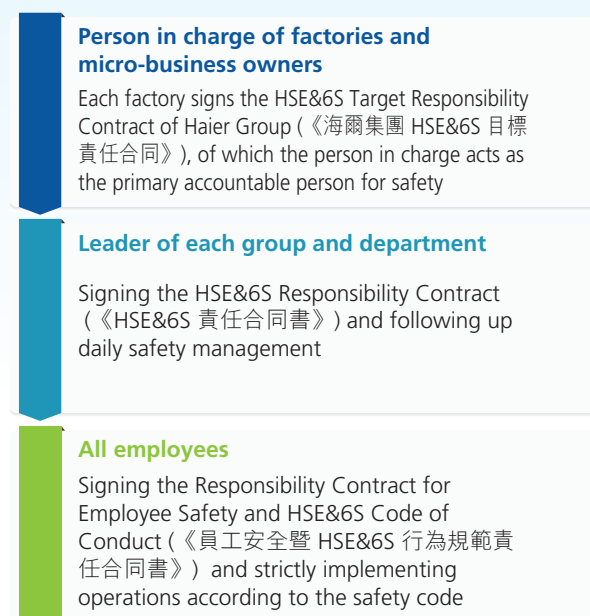 Person in charge of factories and
micro-business owners
Each factory signs the HSE&6S Target Responsibility
Contract of Haier Group (《海爾集團 HSE&6S 目標
責任合同》), of which the person in charge acts as
the primary accountable person for safety
Leader of each group and department
Signing the HSE&6S Responsibility Contract
(《HSE&6S 責任合同書》) and following up
daily safety management
All employees
Signing the Responsibility Contract for
Employee Safety and HSE&6S Code of
Conduct (《員工安全暨 HSE&6S 行為規範責
任合同書》) and strictly implementing
operations according to the safety code